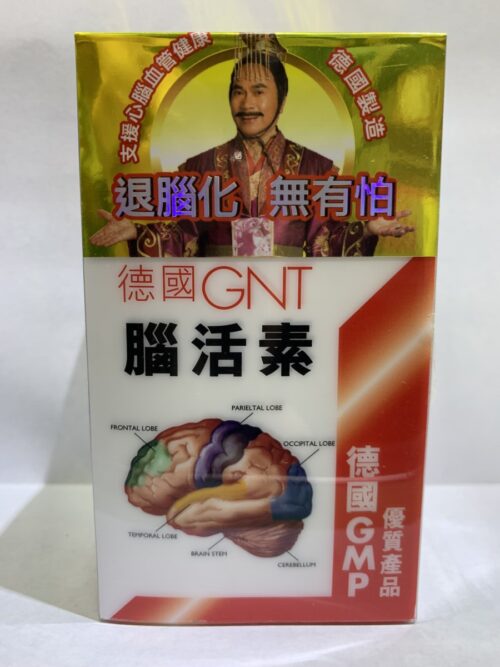 支援心腦血管健康
德國製造
退腦化 無有怕
德國GNT
腦活素
PARIELTAL LOBE
FRONTAL LOBE
OCCIPITAL LOBE
TEMPORAL LOBE
BRAIN STEM
CEREBELLUM
德國GMP
優質產品